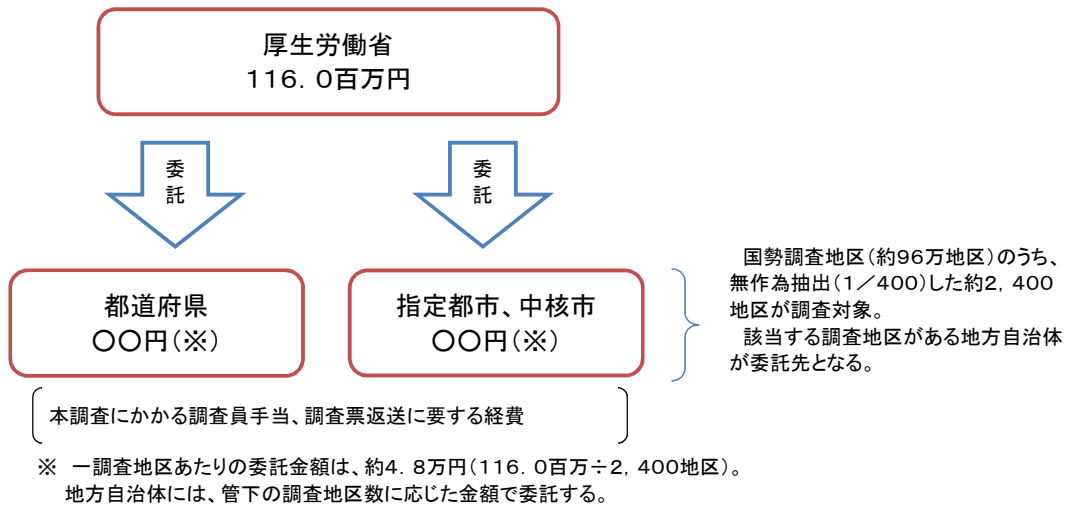 厚生労働省
116.0百万円
委託
委託
都道府県
〇〇円(※)
指定都市、中核市
〇〇円(※)
国勢調査地区(約96万地区)のうち、
無作為抽出(1/400)した約2,400
地区が調査対象。
該当する調査地区がある地方自治体
が委託先となる。
本調査にかかる調査員手当、調査票返送に要する経費
※ 一調査地区あたりの委託金額は、約4.8万円(116.0百万÷2,400地区)。
地方自治体には、管下の調査地区数に応じた金額で委託する。